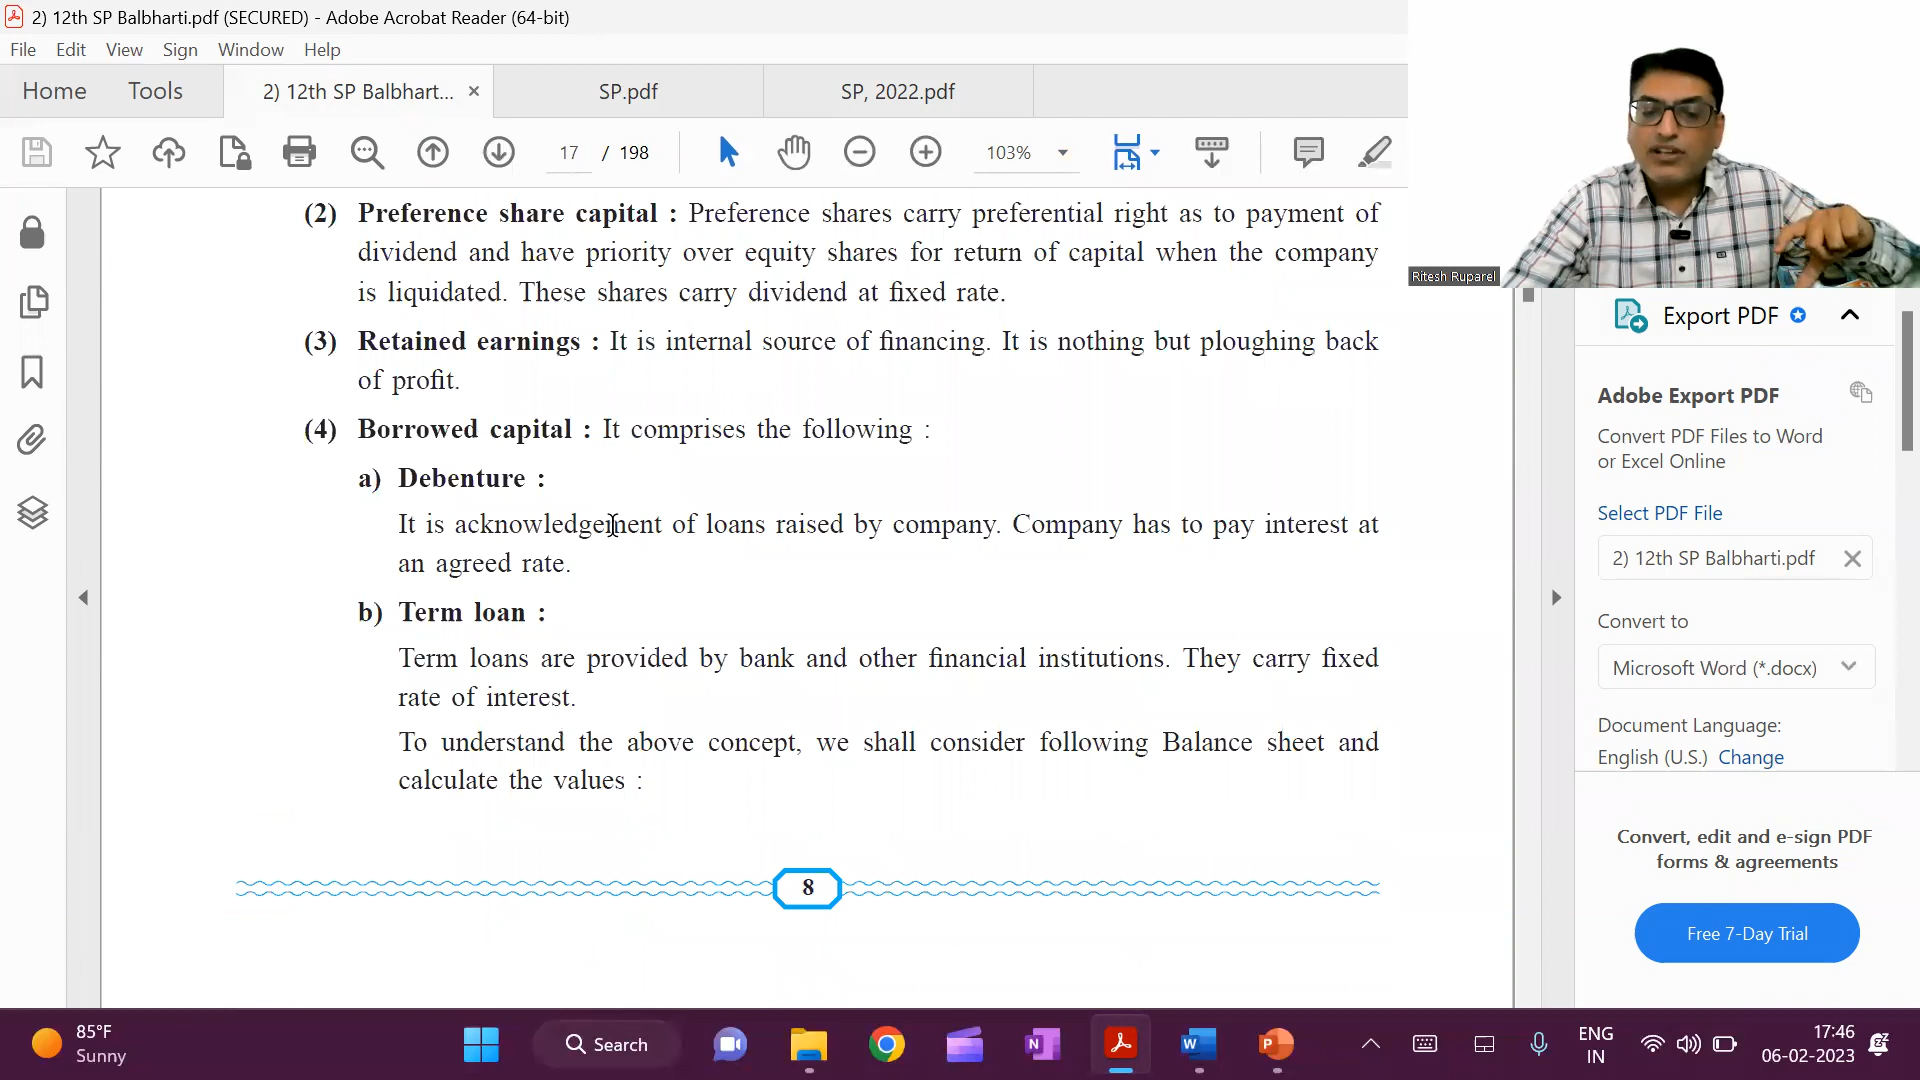 2) 12th SP Balbharti.pdf (SECURED) - Adobe Acrobat Reader (64-bit)
File Edit View Sign Window Help
Home Tools 2) 12th SP Balbhart... × SP.pdf SP, 2022.pdf
17 / 198 103%
Ritesh Ruparel
(2) Preference share capital : Preference shares carry preferential right as to payment of
dividend and have priority over equity shares for return of capital when the company
is liquidated. These shares carry dividend at fixed rate.
(3) Retained earnings : It is internal source of financing. It is nothing but ploughing back
of profit.
(4) Borrowed capital : It comprises the following :
a) Debenture :
It is acknowledgement of loans raised by company. Company has to pay interest at
an agreed rate.
b) Term loan :
Term loans are provided by bank and other financial institutions. They carry fixed
rate of interest.
To understand the above concept, we shall consider following Balance sheet and
calculate the values :
8
Export PDF
Adobe Export PDF
Convert PDF Files to Word
or Excel Online
Select PDF File
2) 12th SP Balbharti.pdf
Convert to
Microsoft Word (*.docx)
Document Language:
English (U.S.) Change
Convert, edit and e-sign PDF
forms & agreements
Free 7-Day Trial
85°F
Sunny
Search
ENG
IN
17:46
06-02-2023